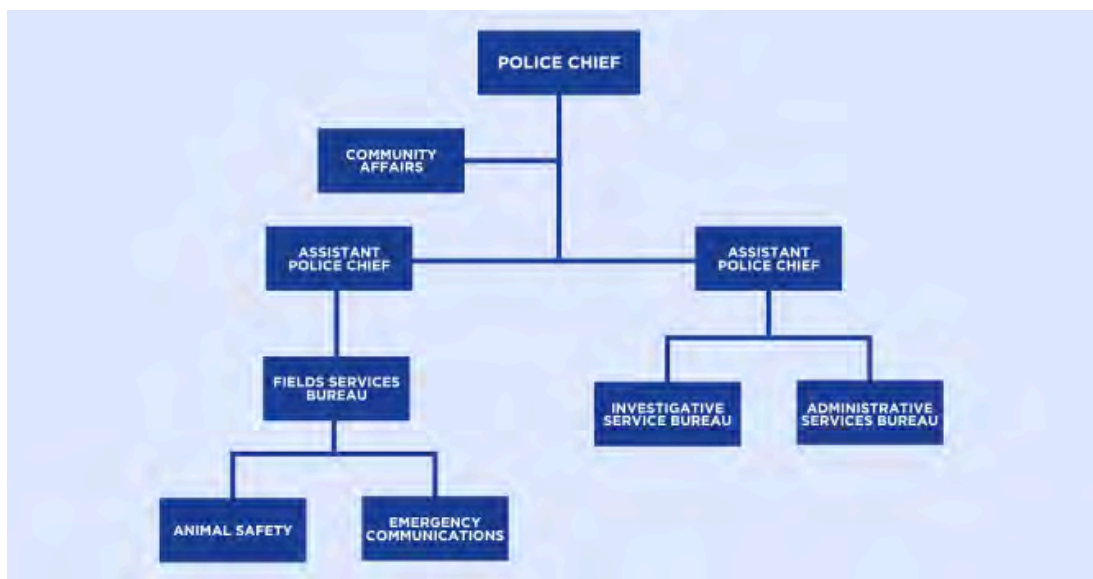 POLICE CHIEF
COMMUNITY
AFFAIRS
ASSISTANT
POLICE CHIEF
ASSISTANT
POLICE CHIEF
FIELDS SERVICES
BUREAU
INVESTIGATIVE
SERVICE BUREAU
ADMINISTRATIVE
SERVICES BUREAU
ANIMAL SAFETY
EMERGENCY
COMMUNICATIONS